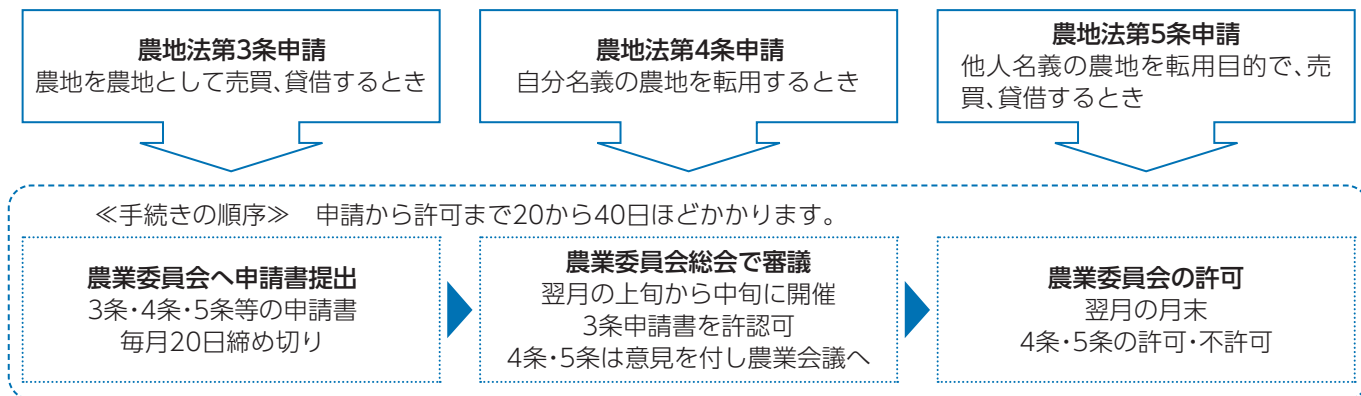 農地法第3条申請
農地を農地として売買、貸借するとき
農地法第4条申請
自分名義の農地を転用するとき
農地法第5条申請
他人名義の農地を転用目的で、売
買、貸借するとき
≪手続きの順序≫　申請から許可まで20から40日ほどかかります。
農業委員会へ申請書提出
3条・4条・5条等の申請書
毎月20日締め切り
農業委員会総会で審議
翌月の上旬から中旬に開催
3条申請書を許認可
4条・5条は意見を付し農業会議へ
農業委員会の許可
翌月の月末
4条・5条の許可・不許可